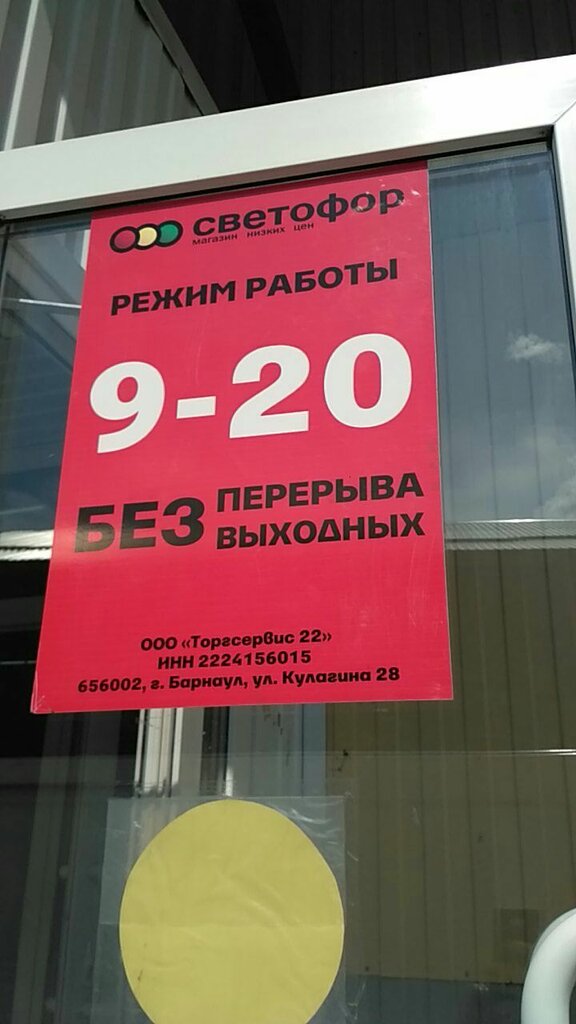 светофор
магазин низких цен
РЕЖИМ РАБОТЫ
9-20
БЕЗ ПЕРЕРЫВА
ВЫХОДНЫХ
ООО «Торгсервис 22»
ИНН 2224156015
656002, г. Барнаул, ул. Кулагина 28